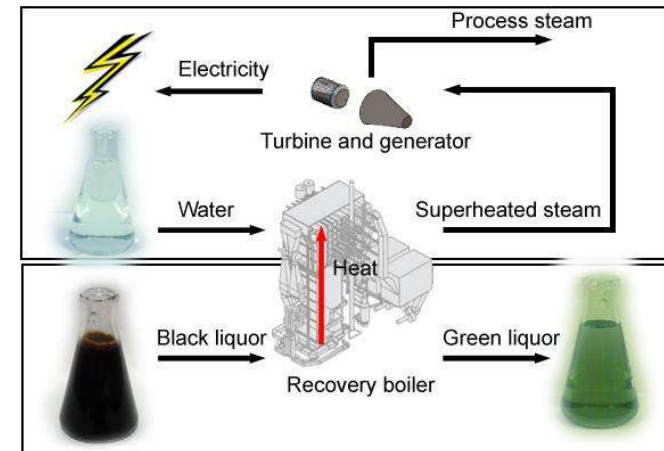 Process steam
Electricity
Turbine and generator
Water
Superheated steam
Heat
Black liquor
Green liquor
Recovery boiler